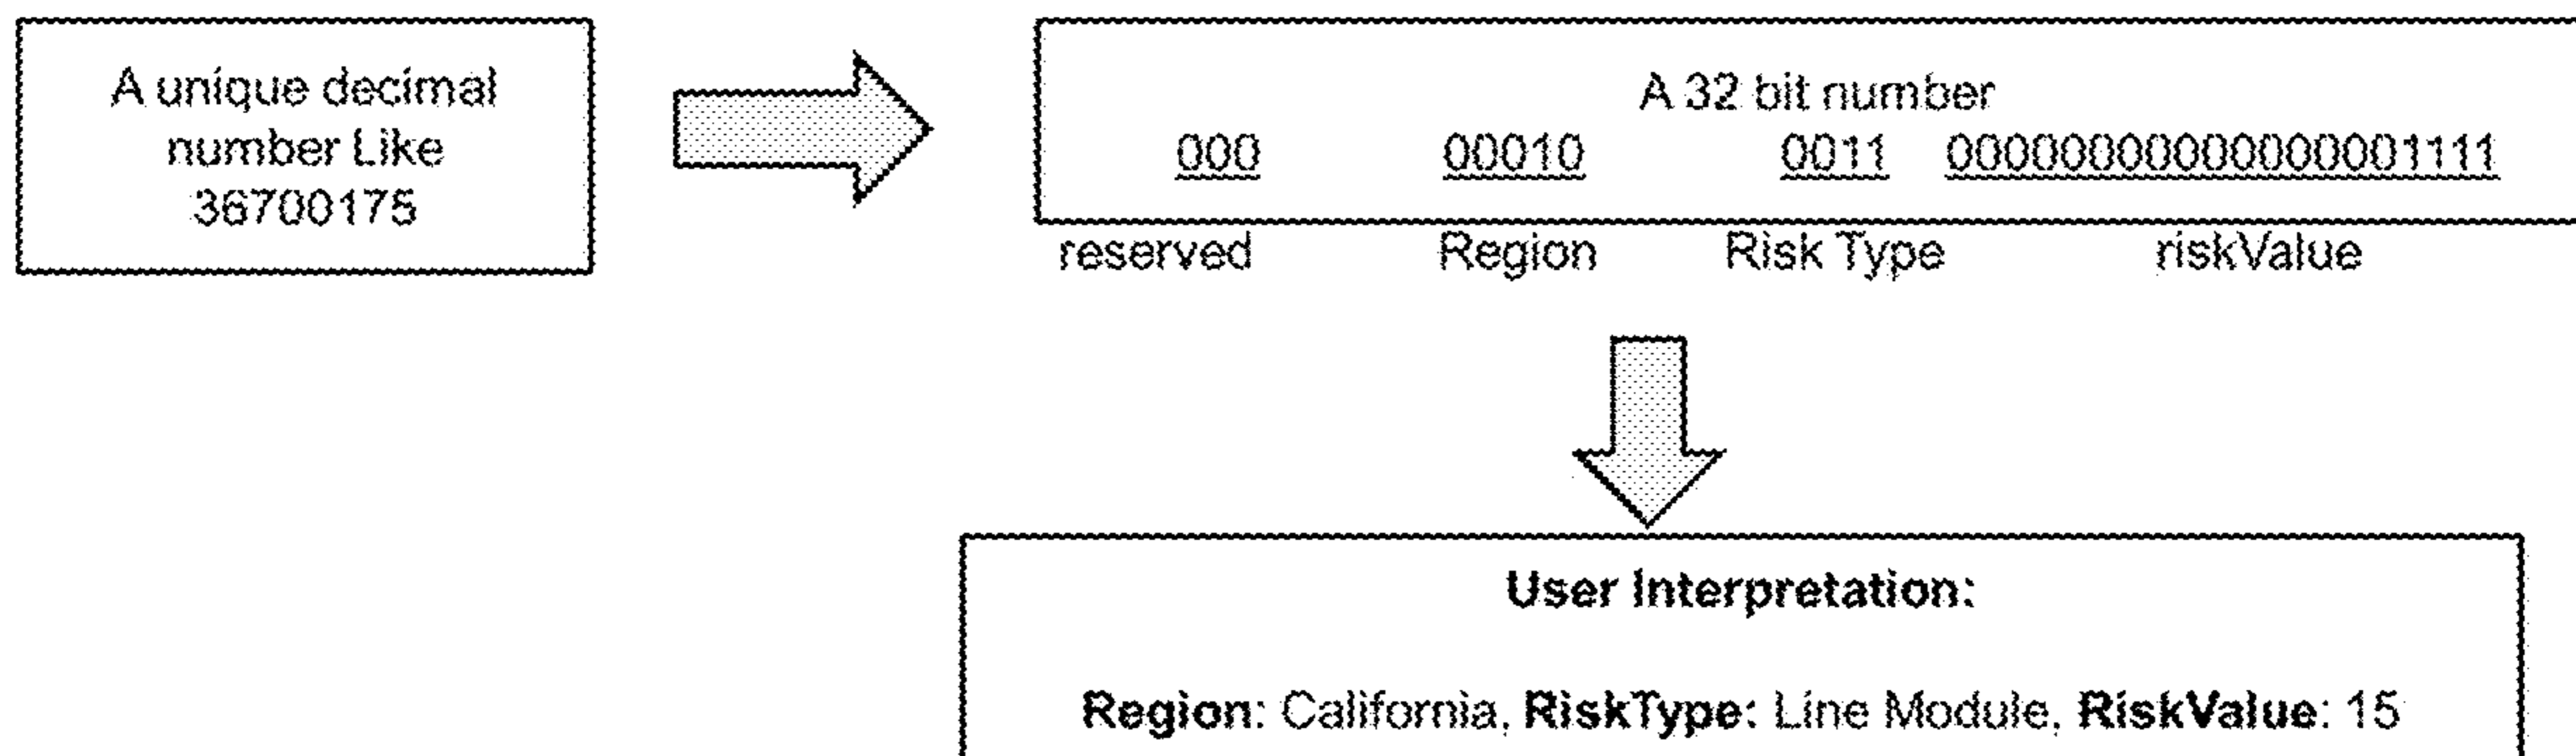 A unique decimal
number Like
36700175
A 32 bit number
000 00010 0011 00000000000000001111
reserved Region Risk Type riskValue
User Interpretation:
Region: California, RiskType: Line Module, RiskValue: 15